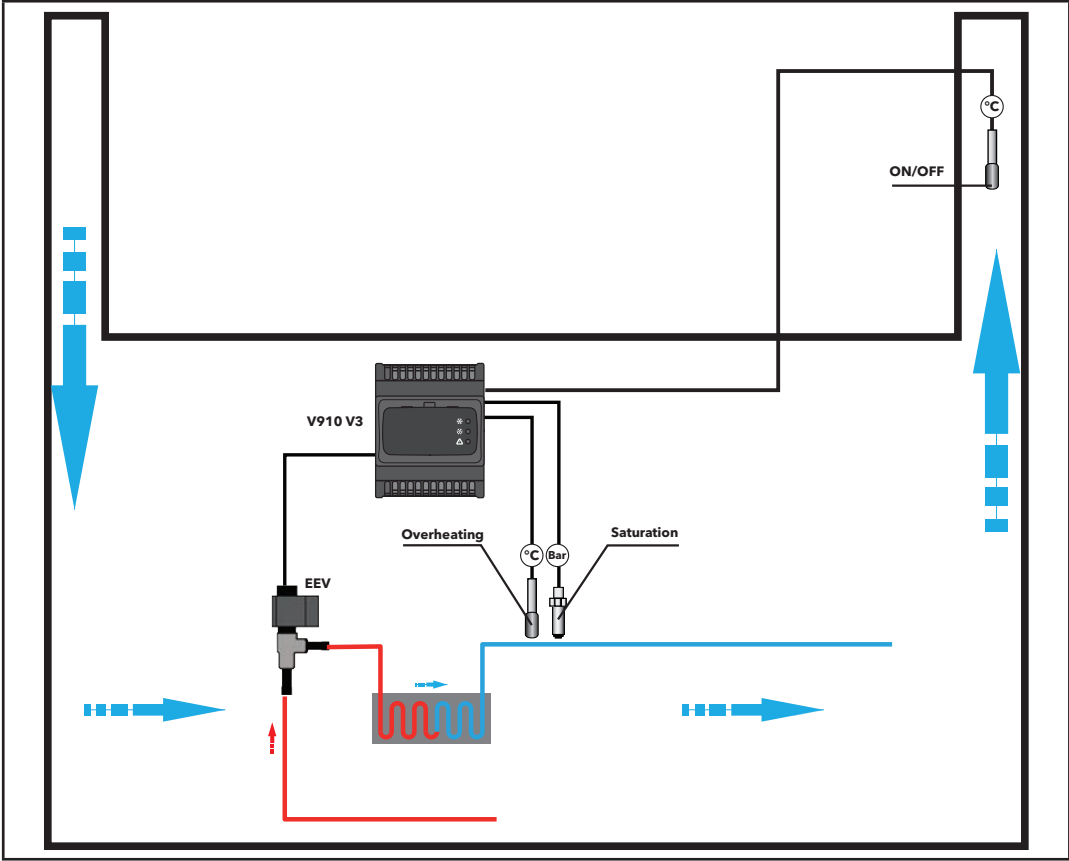 °C
ON/OFF
V910 V3
Overheating
°C
Bar
Saturation
EEV